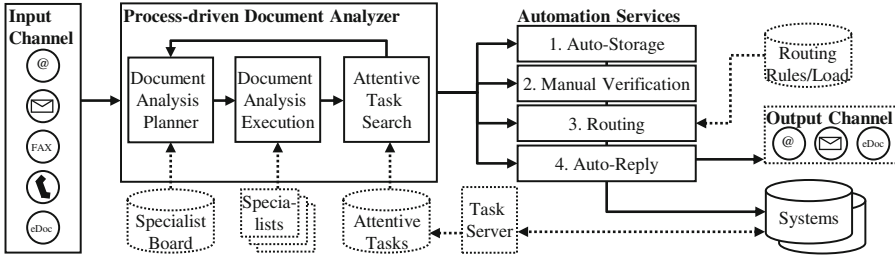 Input
Channel
@
FAX
eDoc
Process-driven Document Analyzer
Document
Analysis
Planner
Document
Analysis
Execution
Attentive
Task
Search
Specialist
Board
Specia-
lists
Attentive
Tasks
Task
Server
Automation Services
1. Auto-Storage
2. Manual Verification
3. Routing
4. Auto-Reply
Routing
Rules/Load
Output Channel
@
eDoc
Systems